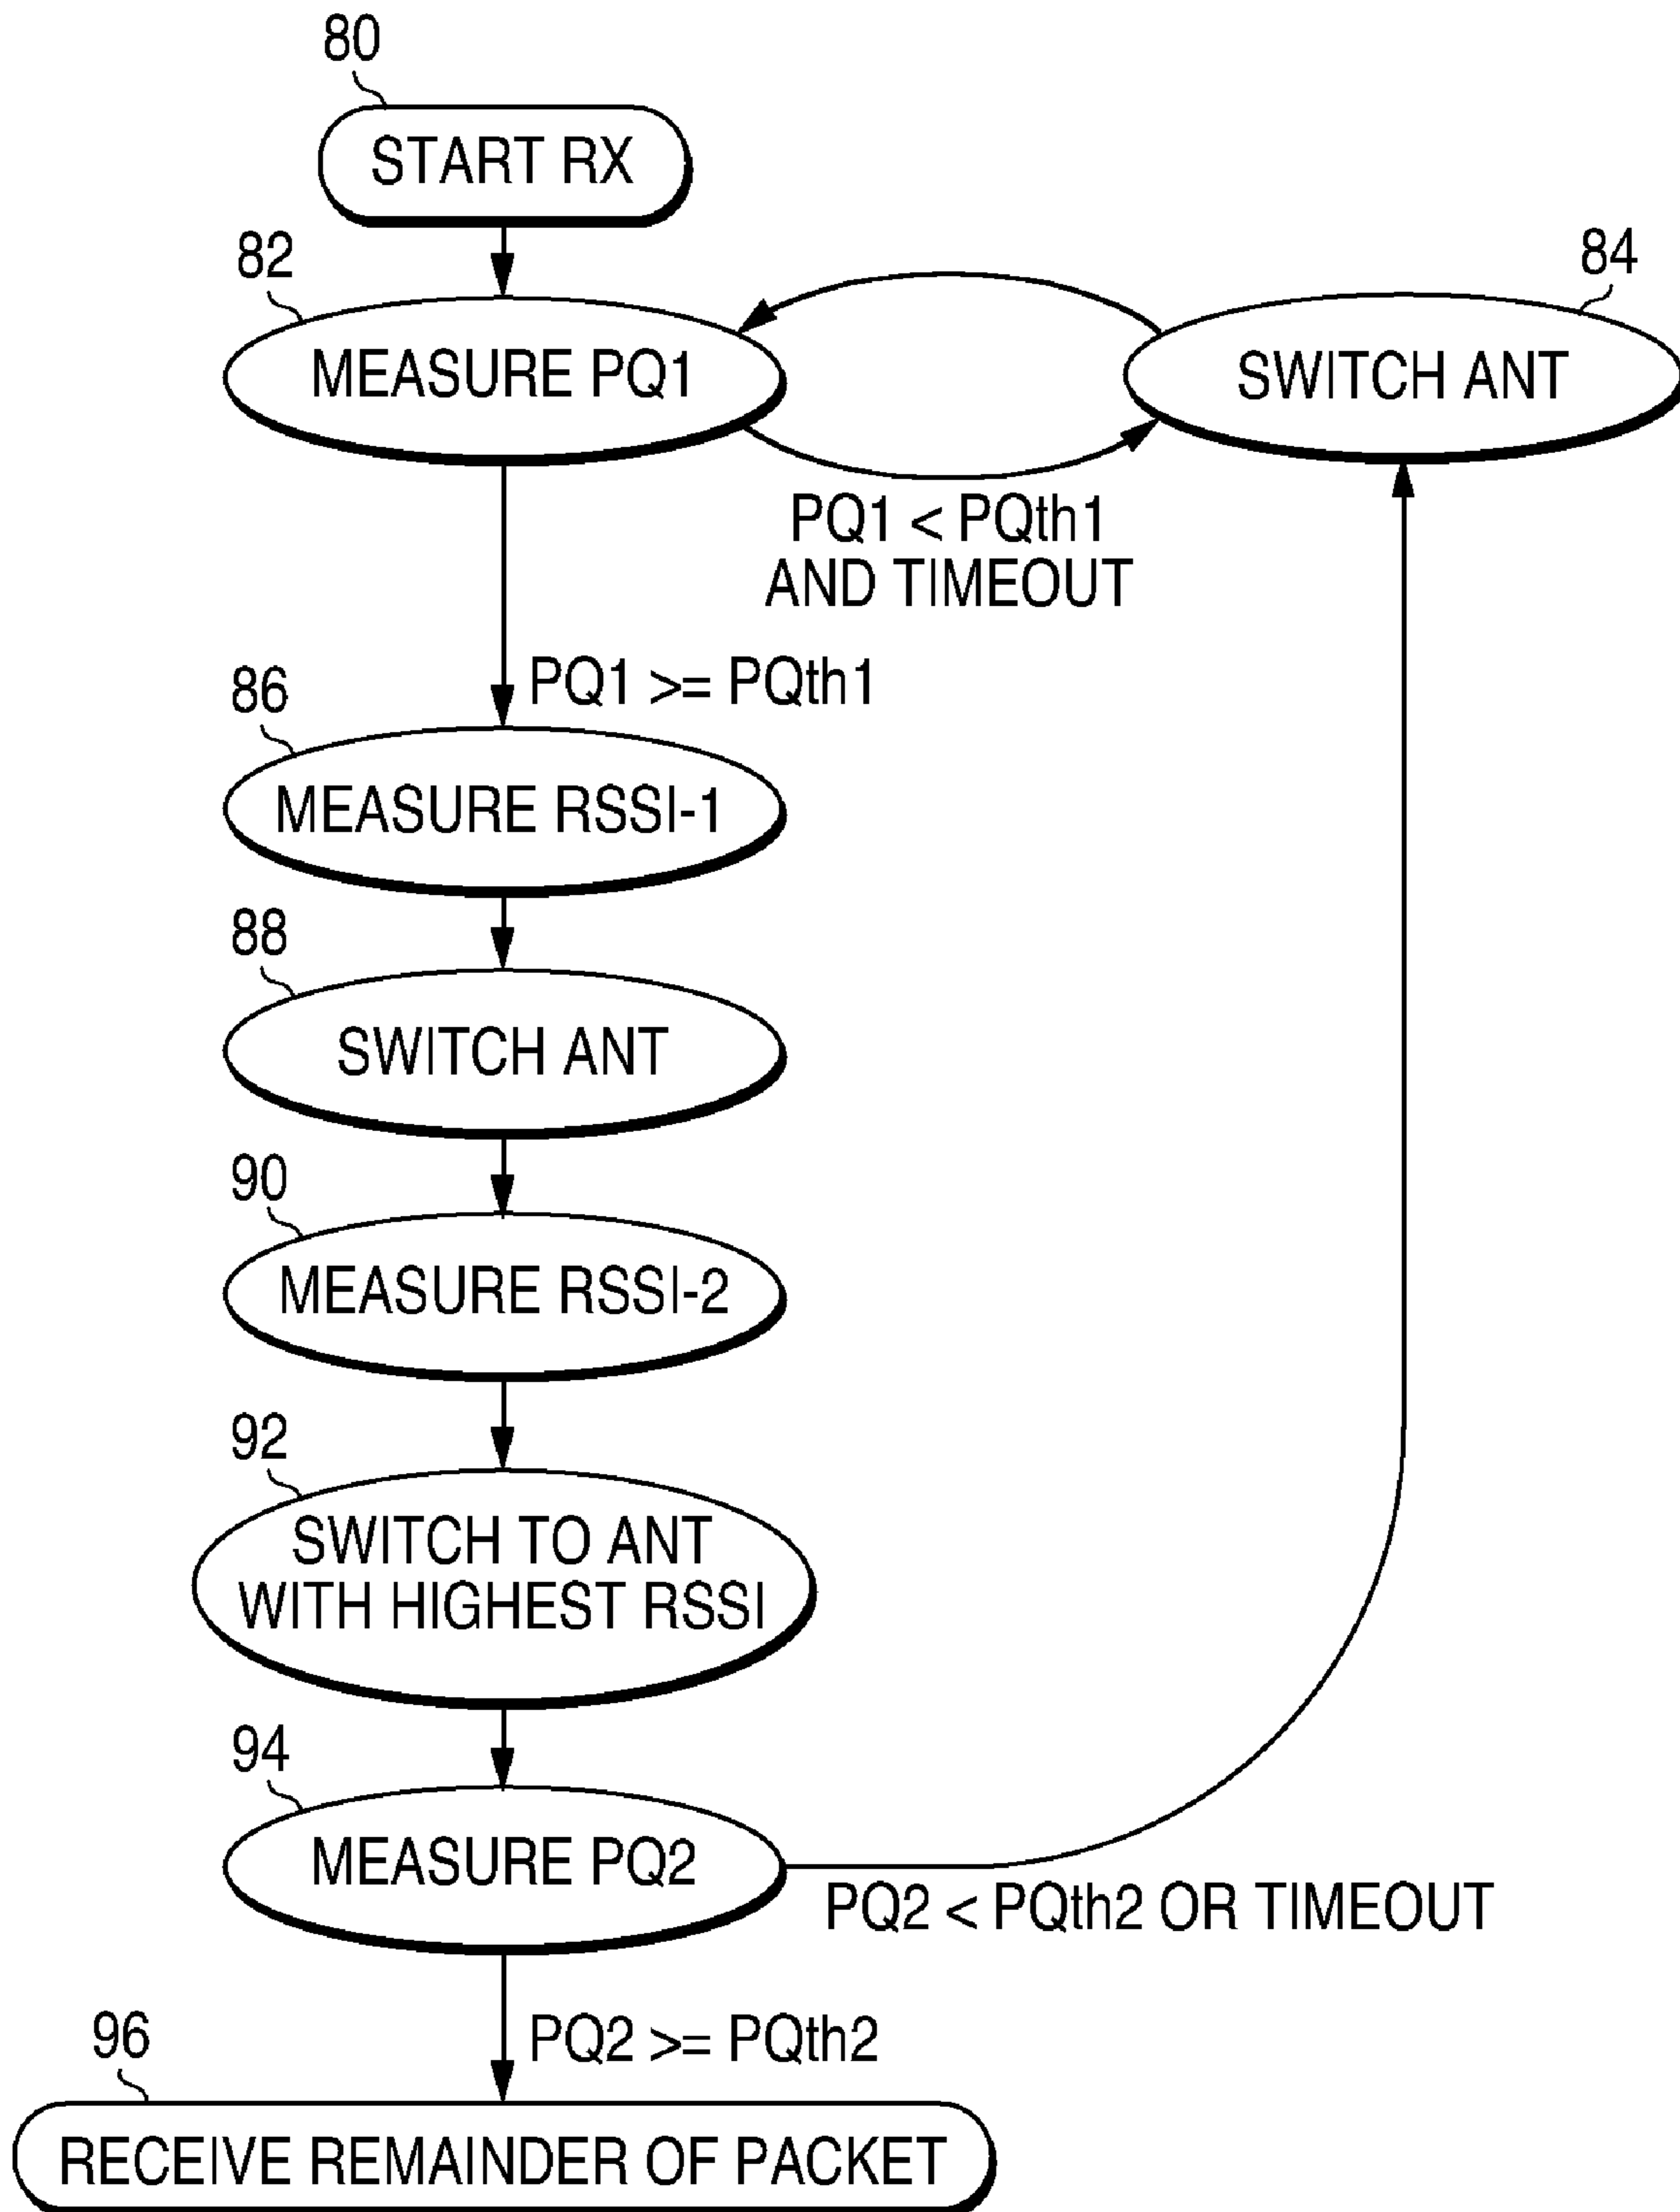 80
START RX
82
MEASURE PQ1
84
SWITCH ANT
PQ1 < PQth1
AND TIMEOUT
PQ1 >= PQth1
86
MEASURE RSSI-1
88
SWITCH ANT
90
MEASURE RSSI-2
92
SWITCH TO ANT
WITH HIGHEST RSSI
94
MEASURE PQ2
PQ2 < PQth2 OR TIMEOUT
PQ2 >= PQth2
96
RECEIVE REMAINDER OF PACKET